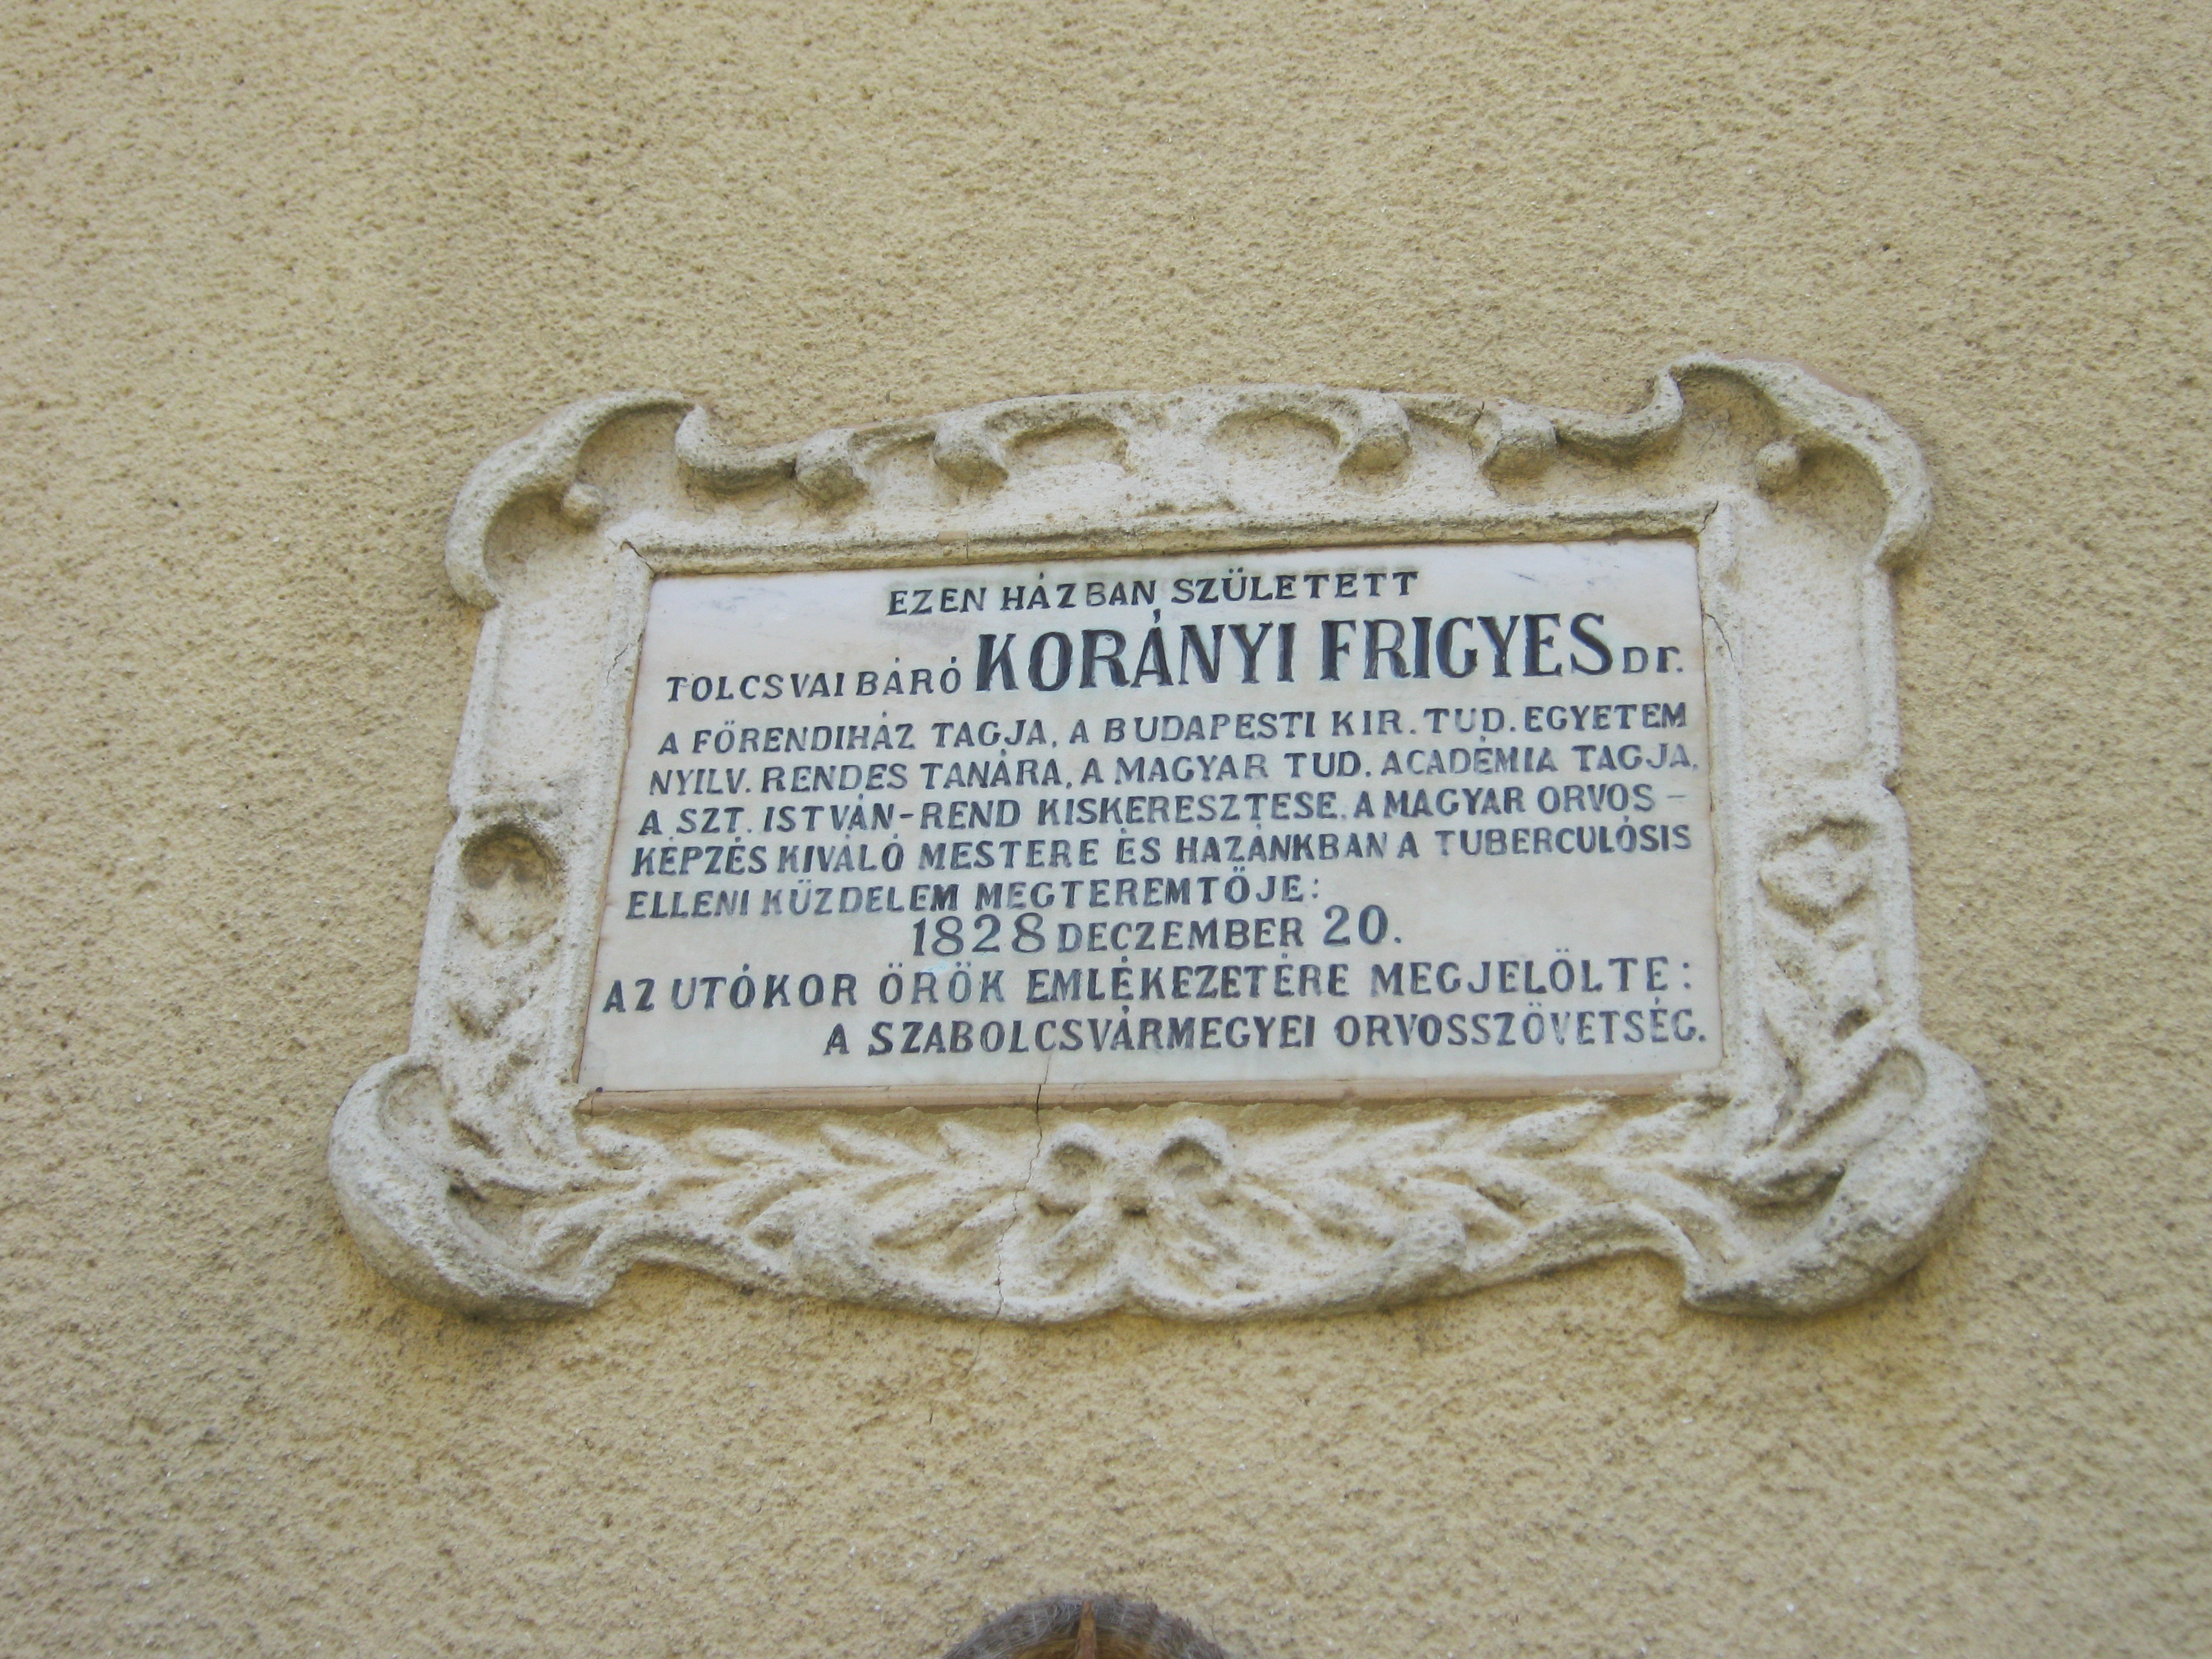 EZEN HÁZBAN SZÜLETETT
TOLCSVAI BÁRÓ KORÁNYI FRIGYES Dr.
A FŐRENDIHÁZ TAGJA, A BUDAPESTI KIR. TUD. EGYETEM
NYILV. RENDES TANÁRA, A MAGYAR TUD. ACADÉMIA TAGJA,
A SZT. ISTVÁN-REND KISKERESZTESE, A MAGYAR ORVOS-
KÉPZÉS KIVÁLÓ MESTERE ÉS HAZÁNKBAN A TUBERCULÓSIS
ELLENI KÜZDELEM MEGTEREMTŐJE:
1828 DECZEMBER 20.
AZ UTÓKOR ÖRÖK EMLÉKEZETÉRE MEGJELÖLTE:
A SZABOLCSVÁRMEGYEI ORVOSSZÖVETSÉG.